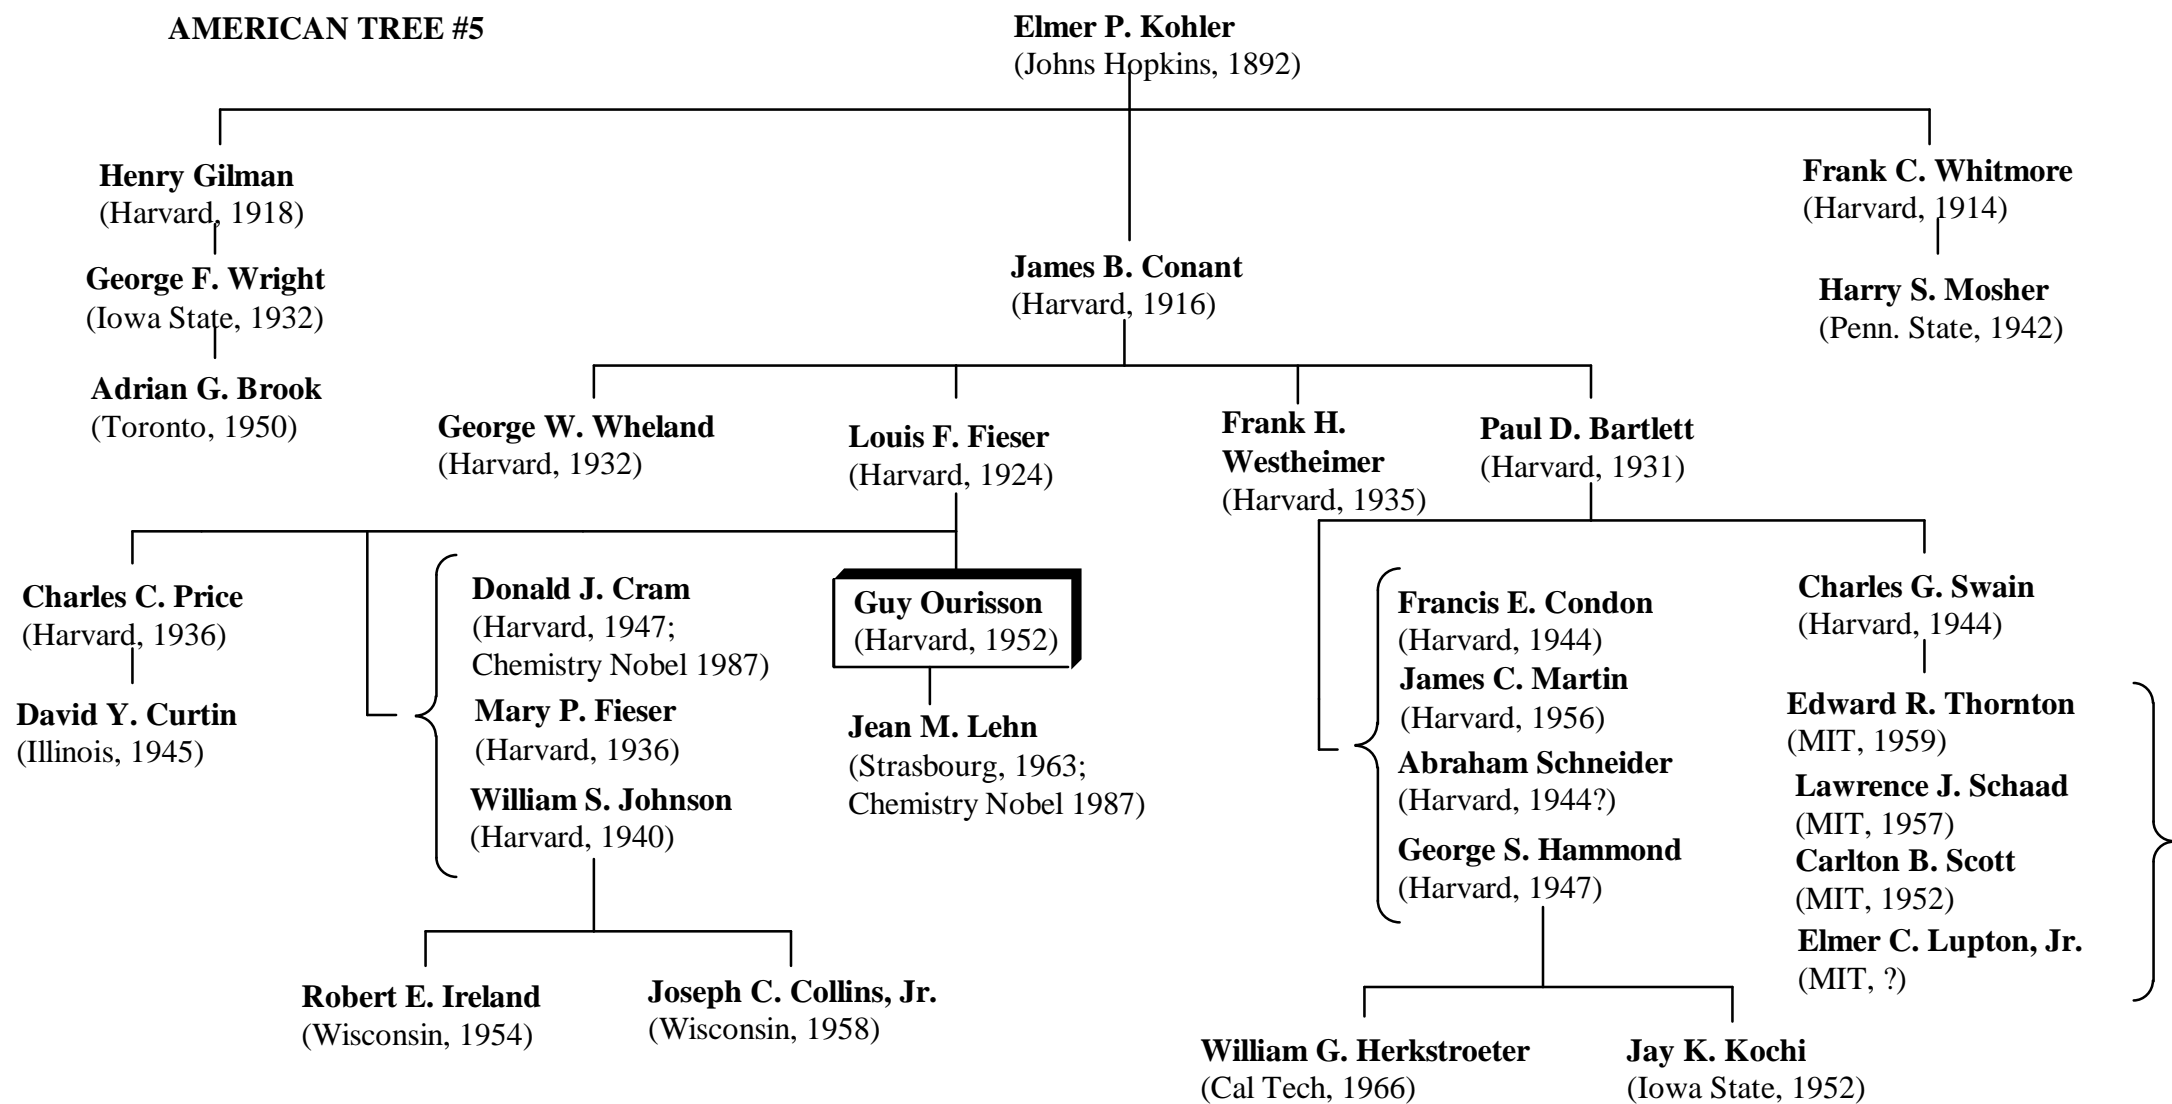 AMERICAN TREE #5
Elmer P. Kohler
(Johns Hopkins, 1892)
Henry Gilman
(Harvard, 1918)
Frank C. Whitmore
(Harvard, 1914)
George F. Wright
(Iowa State, 1932)
James B. Conant
(Harvard, 1916)
Harry S. Mosher
(Penn. State, 1942)
Adrian G. Brook
(Toronto, 1950)
George W. Wheland
(Harvard, 1932)
Louis F. Fieser
(Harvard, 1924)
Frank H.
Westheimer
(Harvard, 1935)
Paul D. Bartlett
(Harvard, 1931)
Charles C. Price
(Harvard, 1936)
David Y. Curtin
(Illinois, 1945)
Donald J. Cram
(Harvard, 1947;
Chemistry Nobel 1987)
Mary P. Fieser
(Harvard, 1936)
William S. Johnson
(Harvard, 1940)
Guy Ourisson
(Harvard, 1952)
Jean M. Lehn
(Strasbourg, 1963;
Chemistry Nobel 1987)
Francis E. Condon
(Harvard, 1944)
James C. Martin
(Harvard, 1956)
Abraham Schneider
(Harvard, 1944?)
George S. Hammond
(Harvard, 1947)
Charles G. Swain
(Harvard, 1944)
Edward R. Thornton
(MIT, 1959)
Lawrence J. Schaad
(MIT, 1957)
Carlton B. Scott
(MIT, 1952)
Elmer C. Lupton, Jr.
(MIT, ?)
Robert E. Ireland
(Wisconsin, 1954)
Joseph C. Collins, Jr.
(Wisconsin, 1958)
William G. Herkstroeter
(Cal Tech, 1966)
Jay K. Kochi
(Iowa State, 1952)